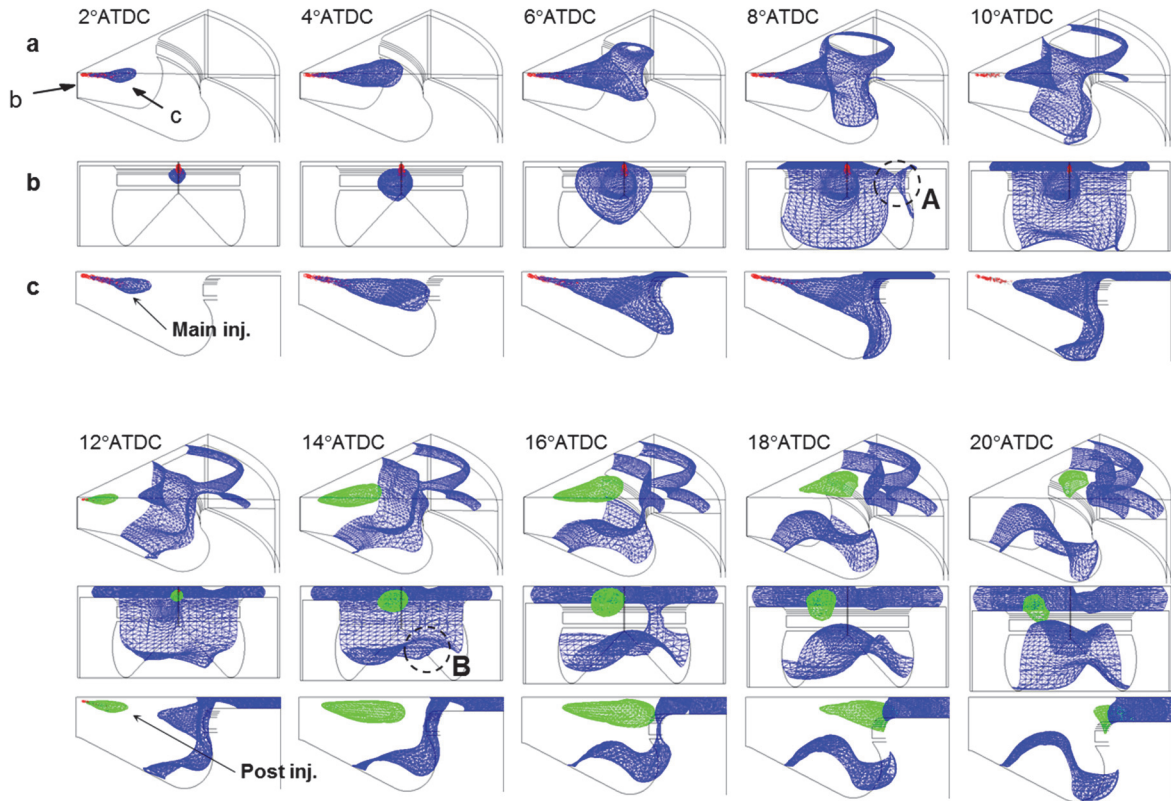 2°ATDC 4°ATDC 6°ATDC 8°ATDC 10°ATDC
a
b
c
b
A
c
Main inj.
12°ATDC 14°ATDC 16°ATDC 18°ATDC 20°ATDC
B
Post inj.